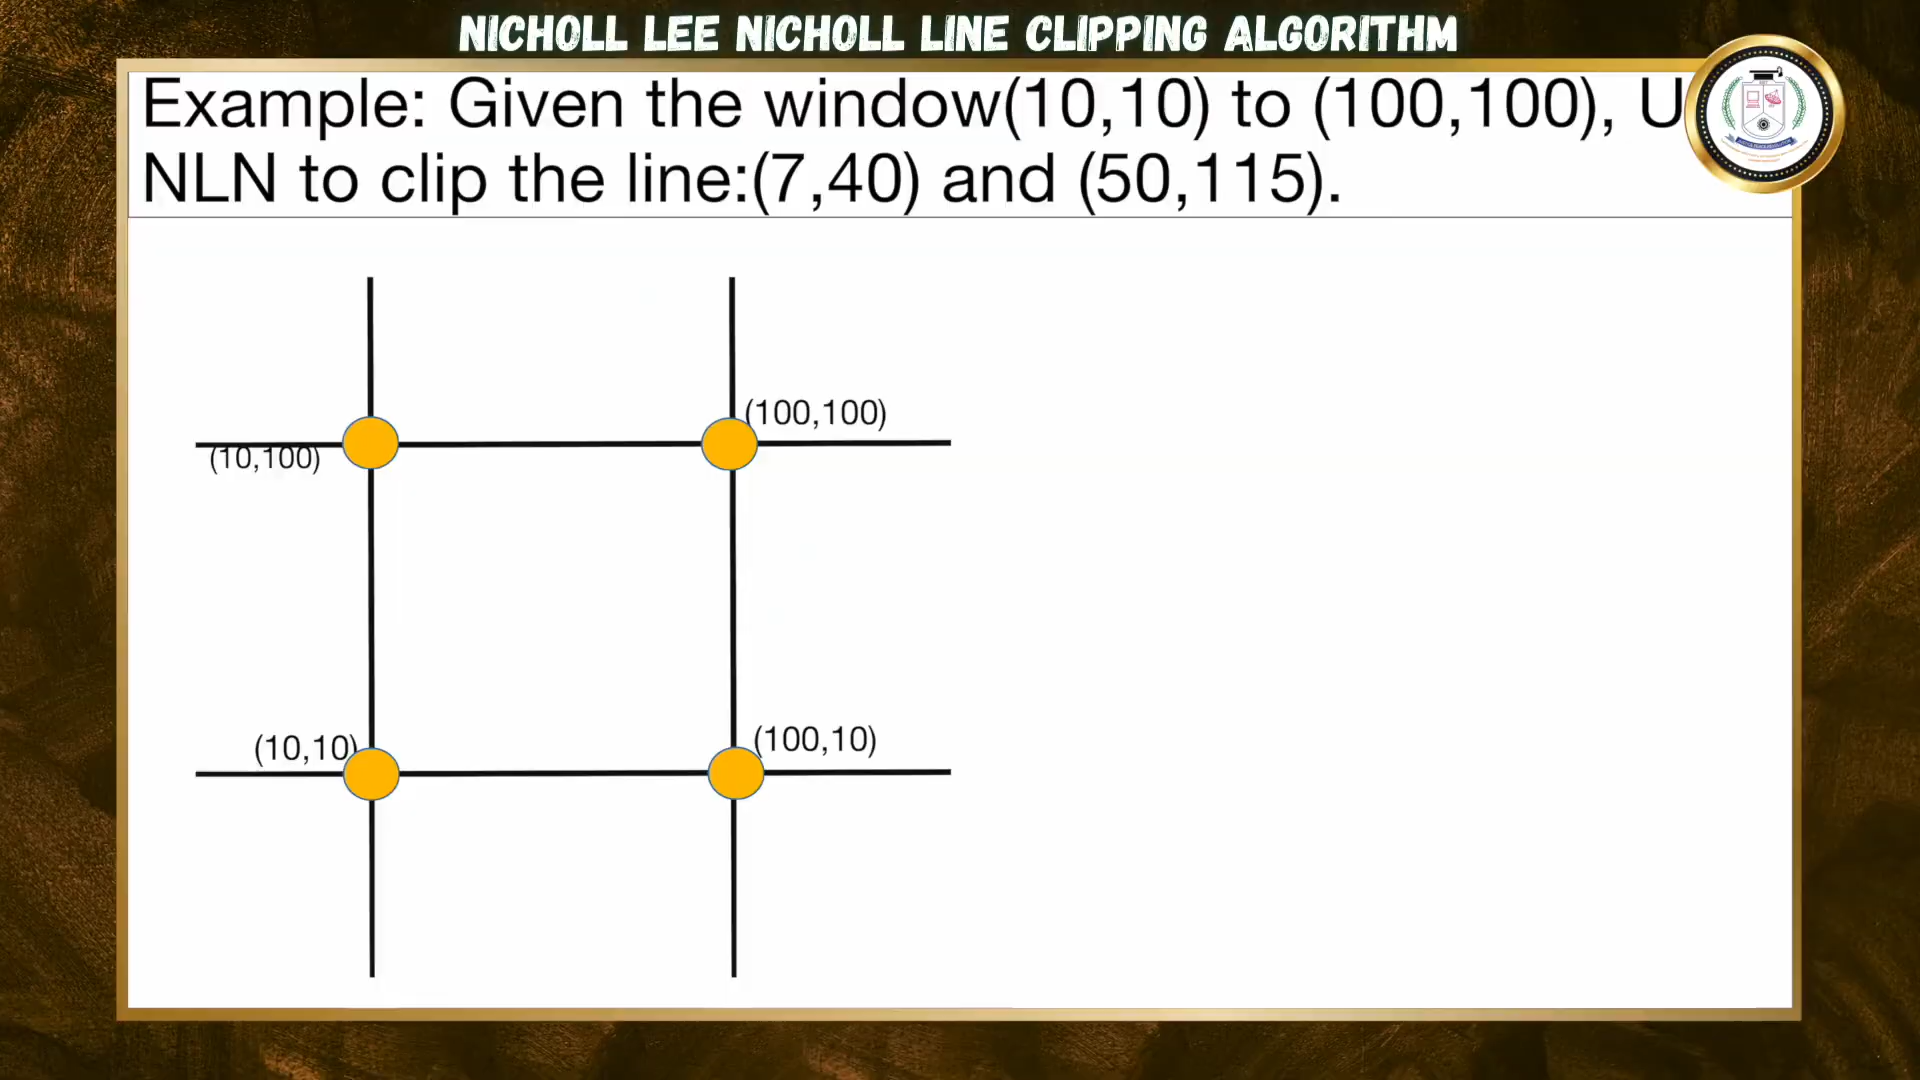 NICHOLL LEE NICHOLL LINE CLIPPING ALGORITHM
Example: Given the window(10,10) to (100,100), U
NLN to clip the line:(7,40) and (50,115).
(100,100)
(10,100)
(100,10)
(10,10)